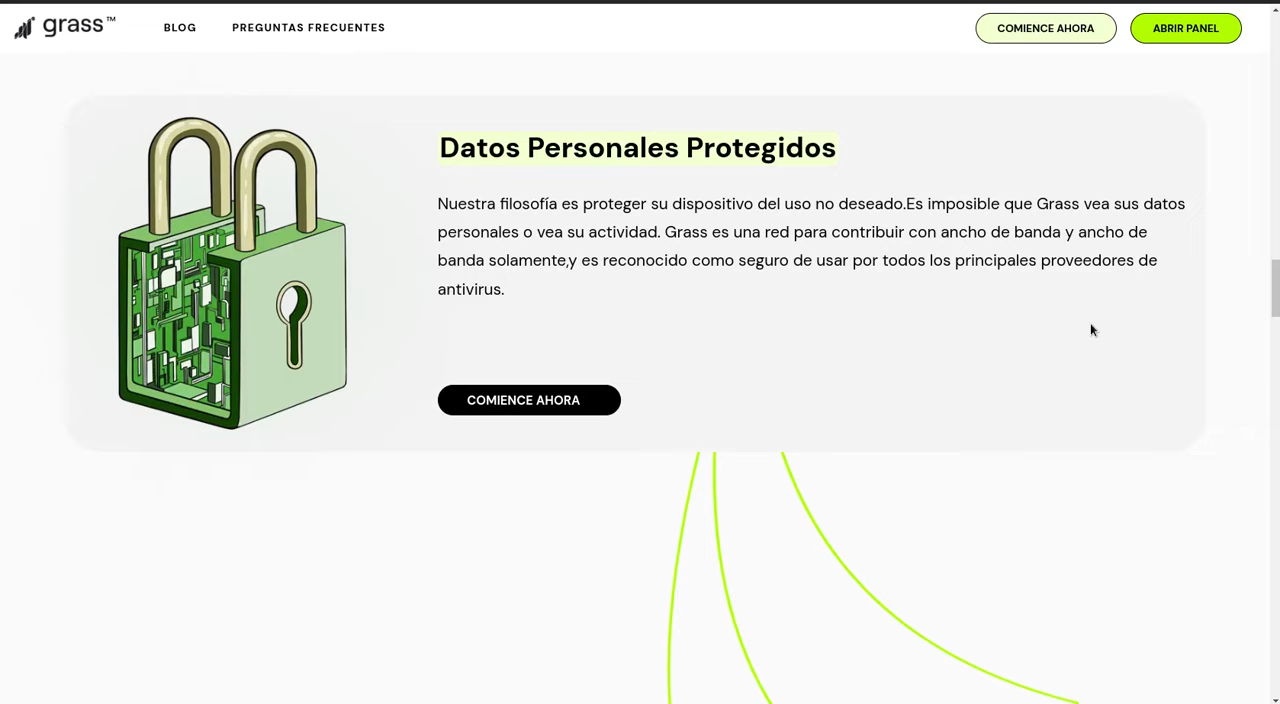 grass™
BLOG
PREGUNTAS FRECUENTES
COMIENCE AHORA
ABRIR PANEL
Datos Personales Protegidos
Nuestra filosofía es proteger su dispositivo del uso no deseado.Es imposible que Grass vea sus datos
personales o vea su actividad. Grass es una red para contribuir con ancho de banda y ancho de
banda solamente,y es reconocido como seguro de usar por todos los principales proveedores de
antivirus.
COMIENCE AHORA